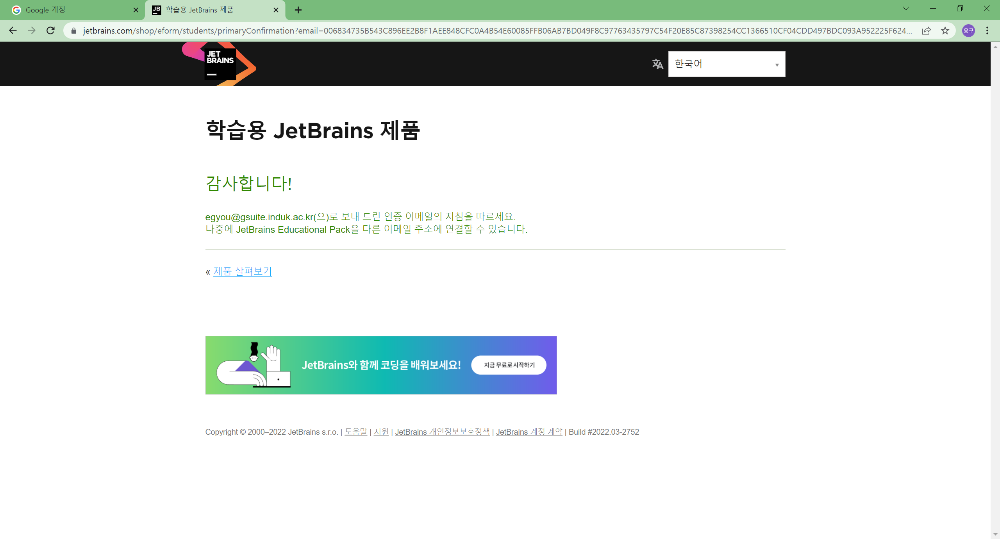 Google 계정
JB 학습용 JetBrains 제품
jetbrains.com/shop/eform/students/primaryConfirmation?email=006834735B543C896EE2B8F1AEE848CFC0A4B54E60085FFB06AB7BD049F8C97763435797C54F20E85C87398254CC1366510CF04CDD497BDC093A952225F624...
응구
JET
BRAINS
한국어
학습용 JetBrains 제품
감사합니다!
egyou@gsuite.induk.ac.kr(으)로 보내 드린 인증 이메일의 지침을 따르세요.
나중에 JetBrains Educational Pack을 다른 이메일 주소에 연결할 수 있습니다.
« 제품 살펴보기
JetBrains와 함께 코딩을 배워보세요!
지금 무료로 시작하기
Copyright © 2000–2022 JetBrains s.r.o. | 도움말 | 지원 | JetBrains 개인정보보호정책 | JetBrains 계정 계약 | Build #2022.03-2752